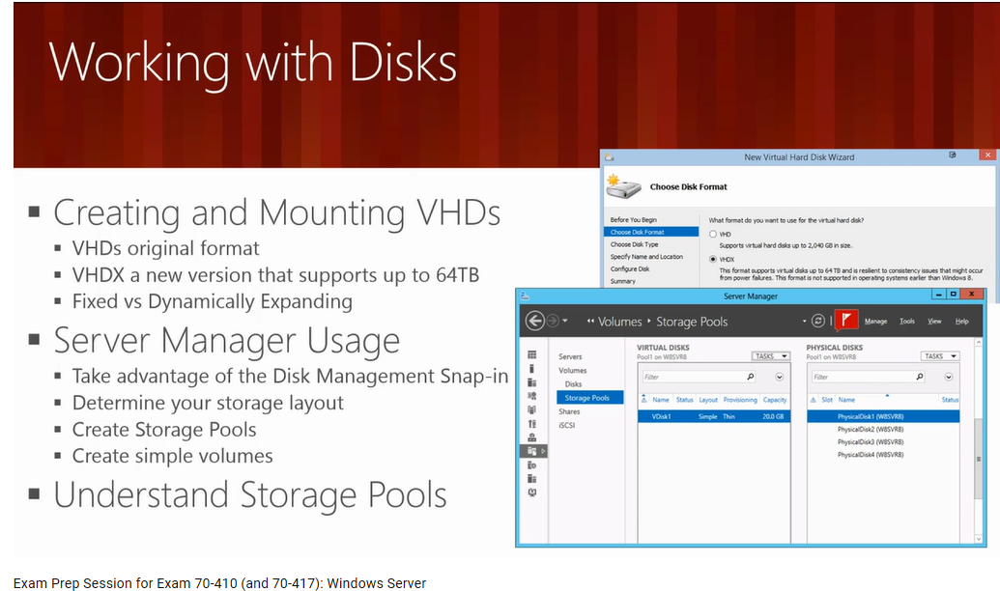 Working with Disks
Creating and Mounting VHDs
VHDs original format
VHDX a new version that supports up to 64TB
Fixed vs Dynamically Expanding
Server Manager Usage
Take advantage of the Disk Management Snap-in
Determine your storage layout
Create Storage Pools
Create simple volumes
Understand Storage Pools
New Virtual Hard Disk Wizard
Choose Disk Format
Before You Begin
Choose Disk Format
Choose Disk Type
Specify Name and Location
Configure Disk
Summary
What format do you want to use for the virtual hard disk?
VHD
Supports virtual hard disks up to 2,040 GB in size.
VHDX
This format supports virtual disks up to 64 TB and is resilient to consistency issues that might occur
from power failures. This format is not supported in operating systems earlier than Windows 8.
Server Manager
Volumes Storage Pools
Manage Tools View Help
Servers
Volumes
Disks
Storage Pools
Shares
iSCSI
VIRTUAL DISKS
Pool1 on W8SVR8
TASKS
Filter
Name Status Layout Provisioning Capacity
VDisk1 Simple Thin 20.0 GB
PHYSICAL DISKS
Pool1 on W8SVR8
TASKS
Filter
Slot Name Status
PhysicalDisk1 (W8SVR8)
PhysicalDisk2 (W8SVR8)
PhysicalDisk3 (W8SVR8)
PhysicalDisk4 (W8SVR8)
Exam Prep Session for Exam 70-410 (and 70-417): Windows Server